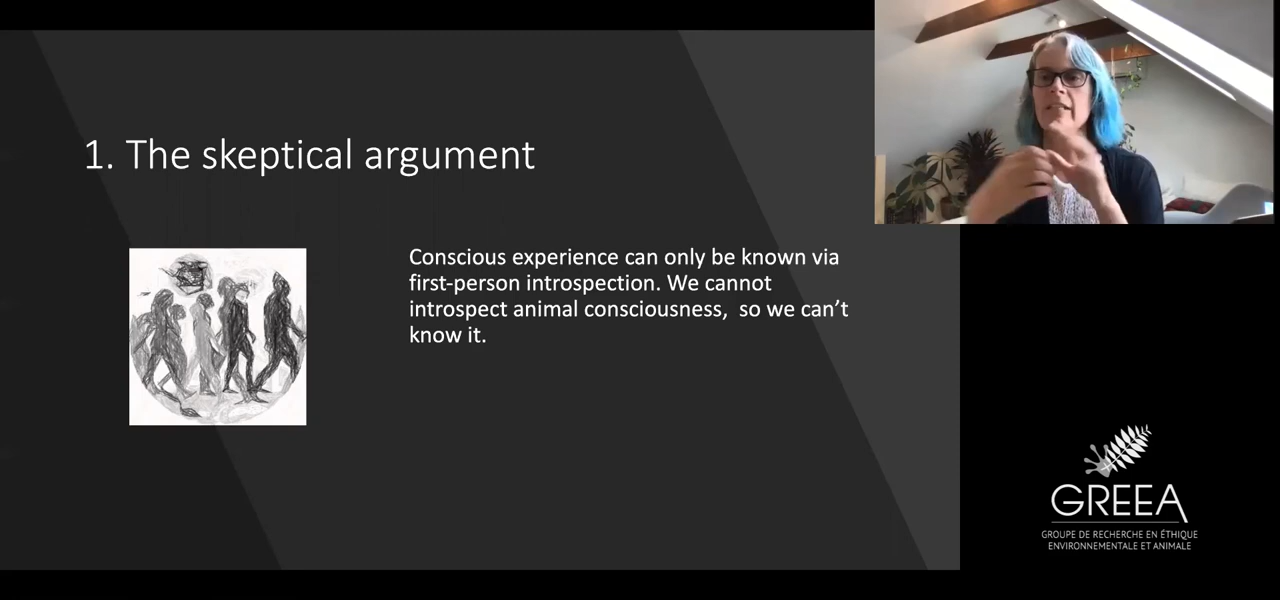 1. The skeptical argument
Conscious experience can only be known via
first-person introspection. We cannot
introspect animal consciousness,  so we can’t
know it.
GREEA
GROUPE DE RECHERCHE EN ÉTHIQUE
ENVIRONNEMENTALE ET ANIMALE